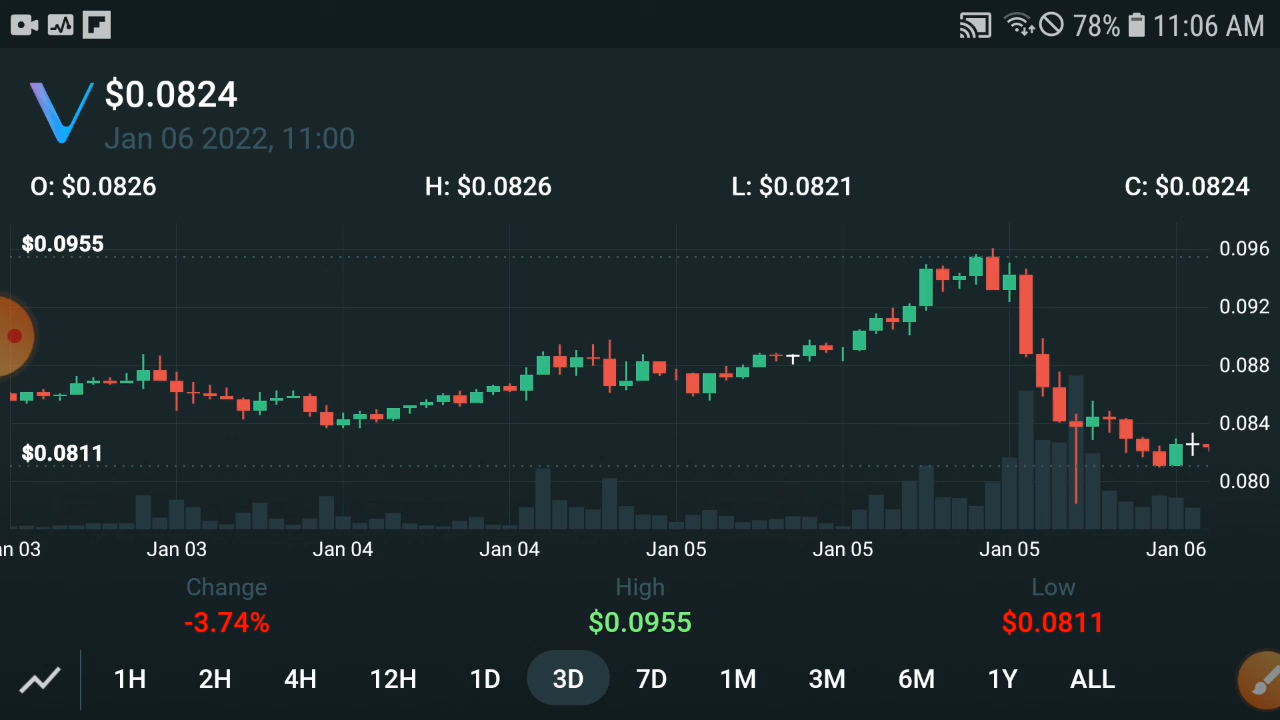 78% 11:06 AM
$0.0824
Jan 06 2022, 11:00
O: $0.0826 H: $0.0826 L: $0.0821 C: $0.0824
$0.0955
0.096
0.092
0.088
0.084
$0.0811
0.080
an 03 Jan 03 Jan 04 Jan 04 Jan 05 Jan 05 Jan 05 Jan 06
Change High Low
-3.74% $0.0955 $0.0811
1H 2H 4H 12H 1D 3D 7D 1M 3M 6M 1Y ALL